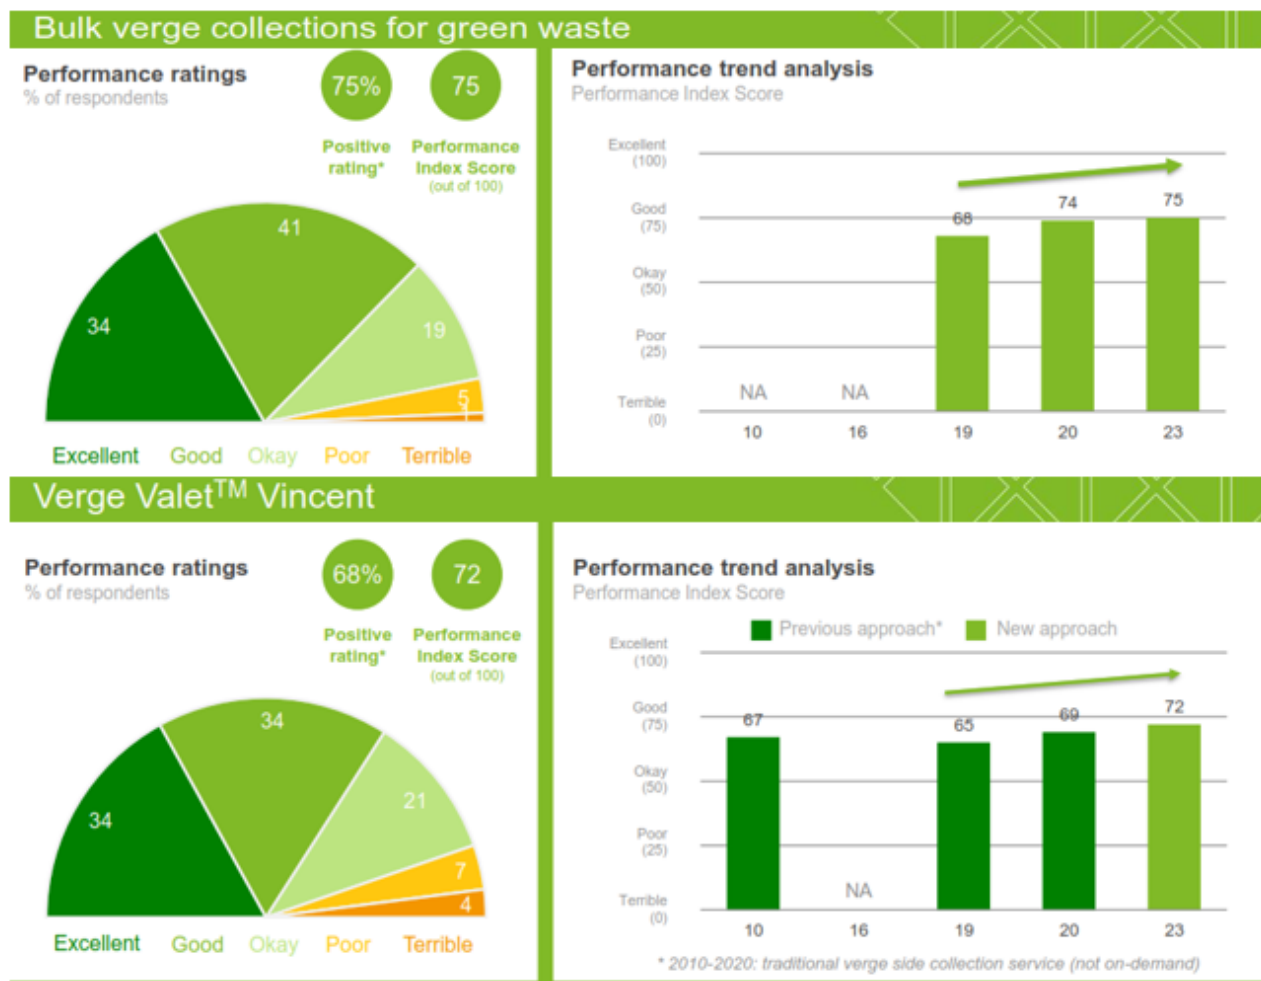 Bulk verge collections for green waste
Performance ratings
% of respondents
75%
75
Positive
rating*
Performance
Index Score
(out of 100)
34
41
19
5
1
Excellent Good Okay Poor Terrible
Performance trend analysis
Performance Index Score
Excellent
(100)
Good
(75)
Okay
(50)
Poor
(25)
Terrible
(0)
NA NA 68 74 75
10 16 19 20 23
Verge Valet™ Vincent
Performance ratings
% of respondents
68%
72
Positive
rating*
Performance
Index Score
(out of 100)
34
34
21
7
4
Excellent Good Okay Poor Terrible
Performance trend analysis
Performance Index Score
Previous approach* New approach
Excellent
(100)
Good
(75)
Okay
(50)
Poor
(25)
Terrible
(0)
67 NA 65 69 72
10 16 19 20 23
* 2010-2020: traditional verge side collection service (not on-demand)